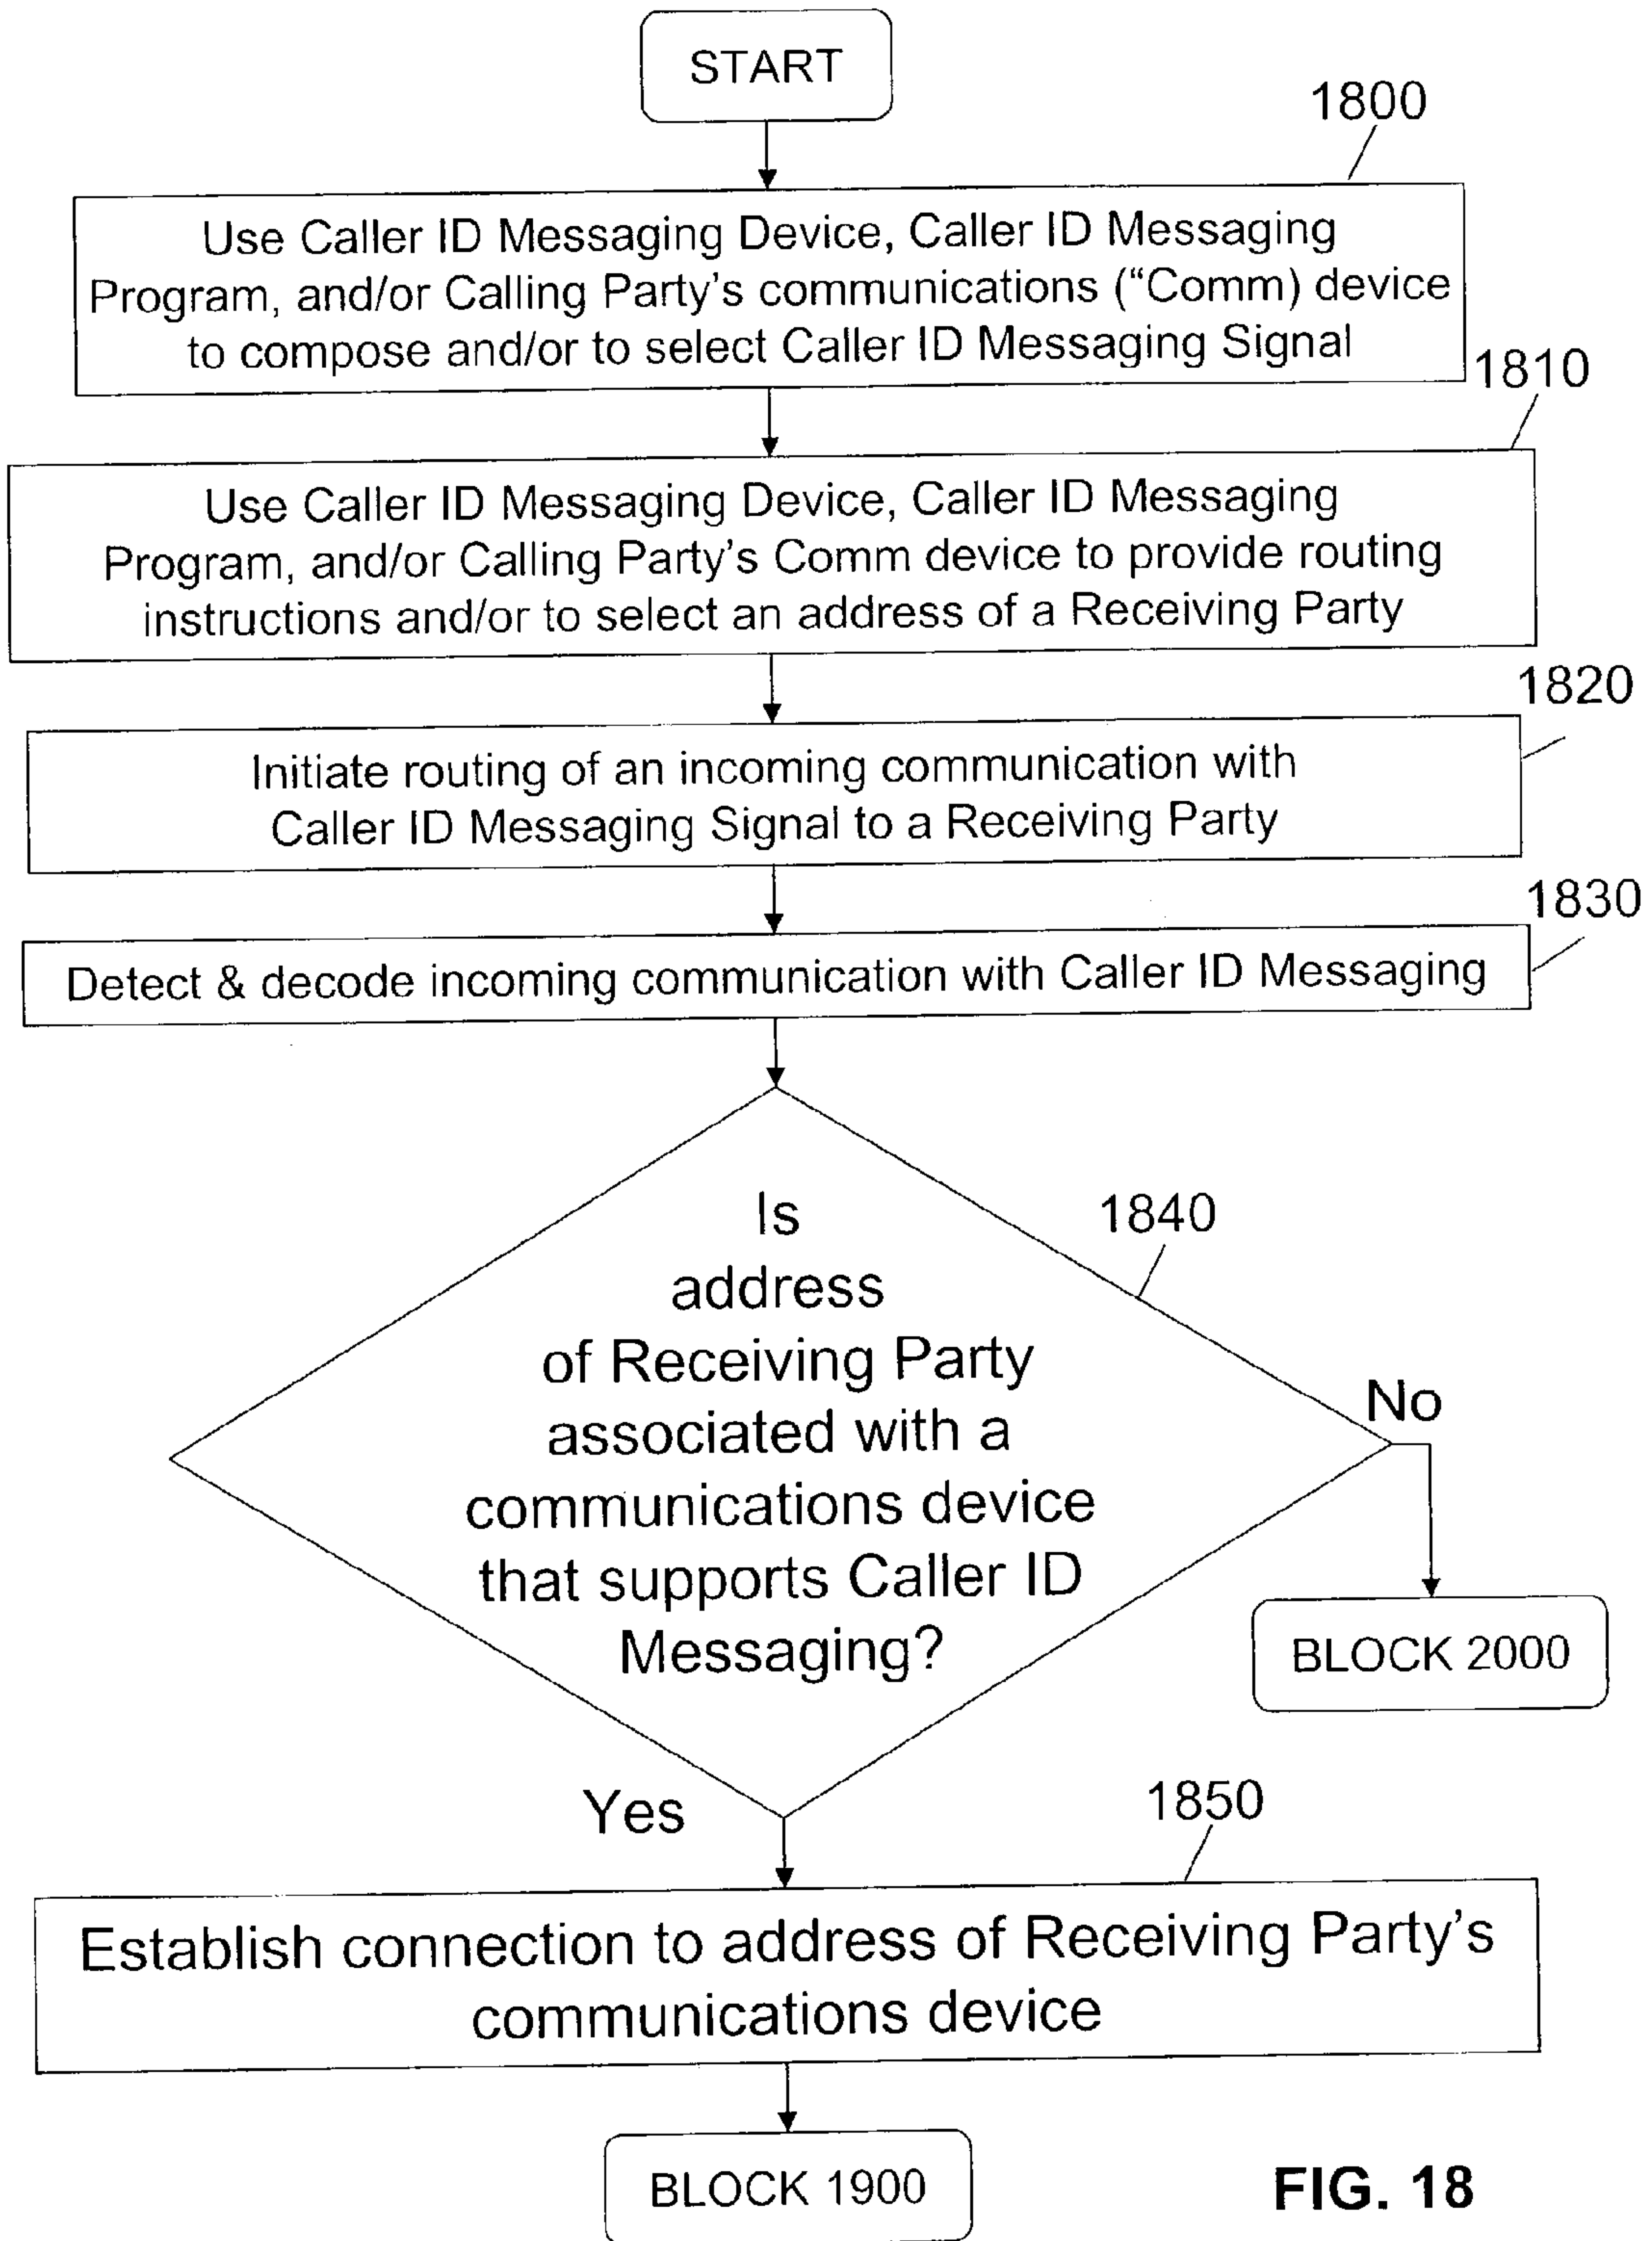 START
1800
Use Caller ID Messaging Device, Caller ID Messaging
Program, and/or Calling Party's communications (“Comm) device
to compose and/or to select Caller ID Messaging Signal
1810
Use Caller ID Messaging Device, Caller ID Messaging
Program, and/or Calling Party's Comm device to provide routing
instructions and/or to select an address of a Receiving Party
1820
Initiate routing of an incoming communication with
Caller ID Messaging Signal to a Receiving Party
1830
Detect & decode incoming communication with Caller ID Messaging
Is
address
of Receiving Party
associated with a
communications device
that supports Caller ID
Messaging?
1840
No
BLOCK 2000
Yes
1850
Establish connection to address of Receiving Party's
communications device
BLOCK 1900
FIG. 18